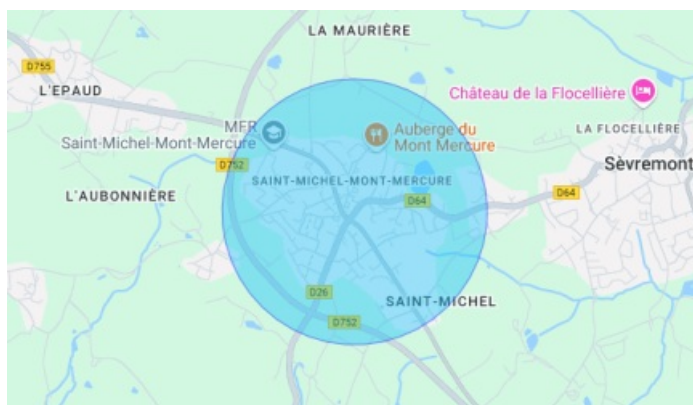 LA MAURIÈRE
D755
L'EPAUD
Château de la Flocellière
MFR
Saint-Michel-Mont-Mercure
Auberge du
Mont Mercure
LA FLOCELLIÈRE
D752
Sèvremont
SAINT-MICHEL-MONT-MERCURE
L'AUBONNIÈRE
D64
D64
D26
SAINT-MICHEL
D752